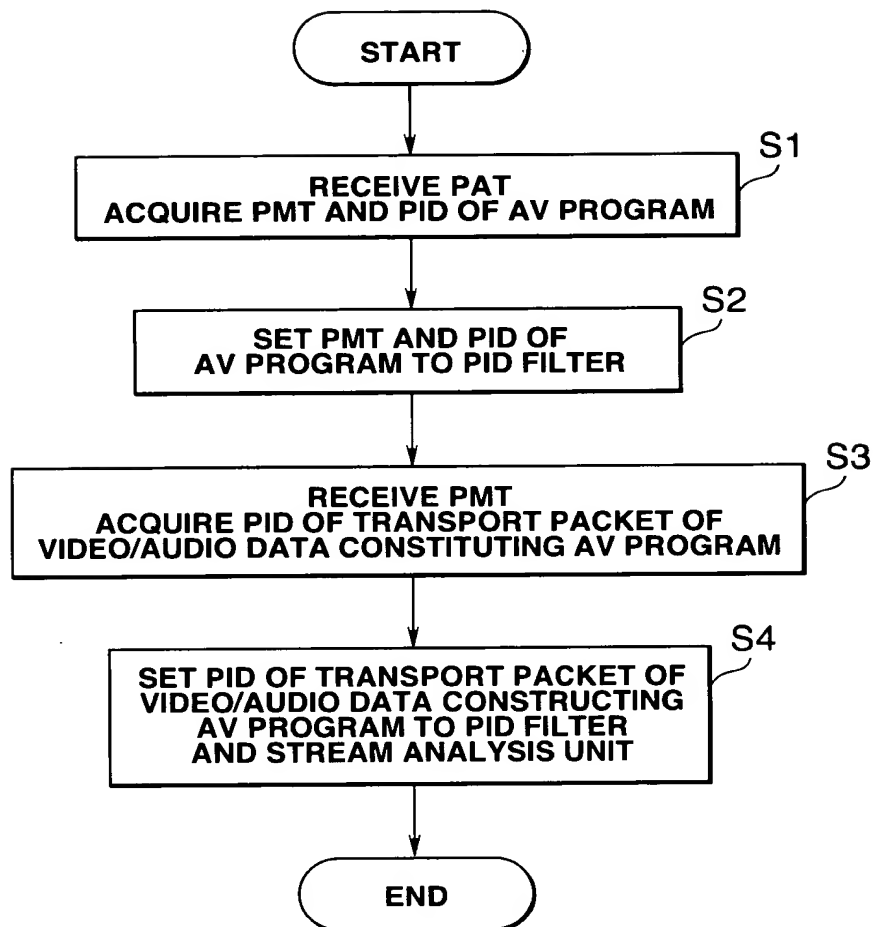 START
S1
RECEIVE PAT
ACQUIRE PMT AND PID OF AV PROGRAM
S2
SET PMT AND PID OF
AV PROGRAM TO PID FILTER
S3
RECEIVE PMT
ACQUIRE PID OF TRANSPORT PACKET OF
VIDEO/AUDIO DATA CONSTITUTING AV PROGRAM
S4
SET PID OF TRANSPORT PACKET OF
VIDEO/AUDIO DATA CONSTRUCTING
AV PROGRAM TO PID FILTER
AND STREAM ANALYSIS UNIT
END